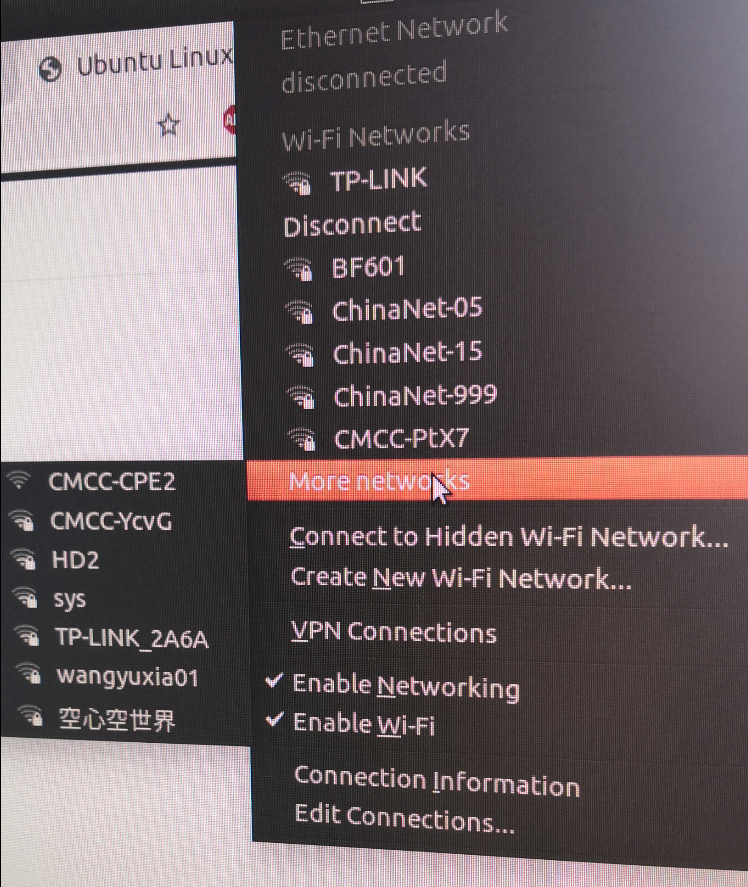 Ubuntu Linux
Ethernet Network
disconnected
Wi-Fi Networks
TP-LINK
Disconnect
BF601
ChinaNet-05
ChinaNet-15
ChinaNet-999
CMCC-PtX7
More networks
CMCC-CPE2
CMCC-YcvG
HD2
sys
TP-LINK_2A6A
wangyuxia01
空心空世界
Connect to Hidden Wi-Fi Network...
Create New Wi-Fi Network...
VPN Connections
Enable Networking
Enable Wi-Fi
Connection Information
Edit Connections...